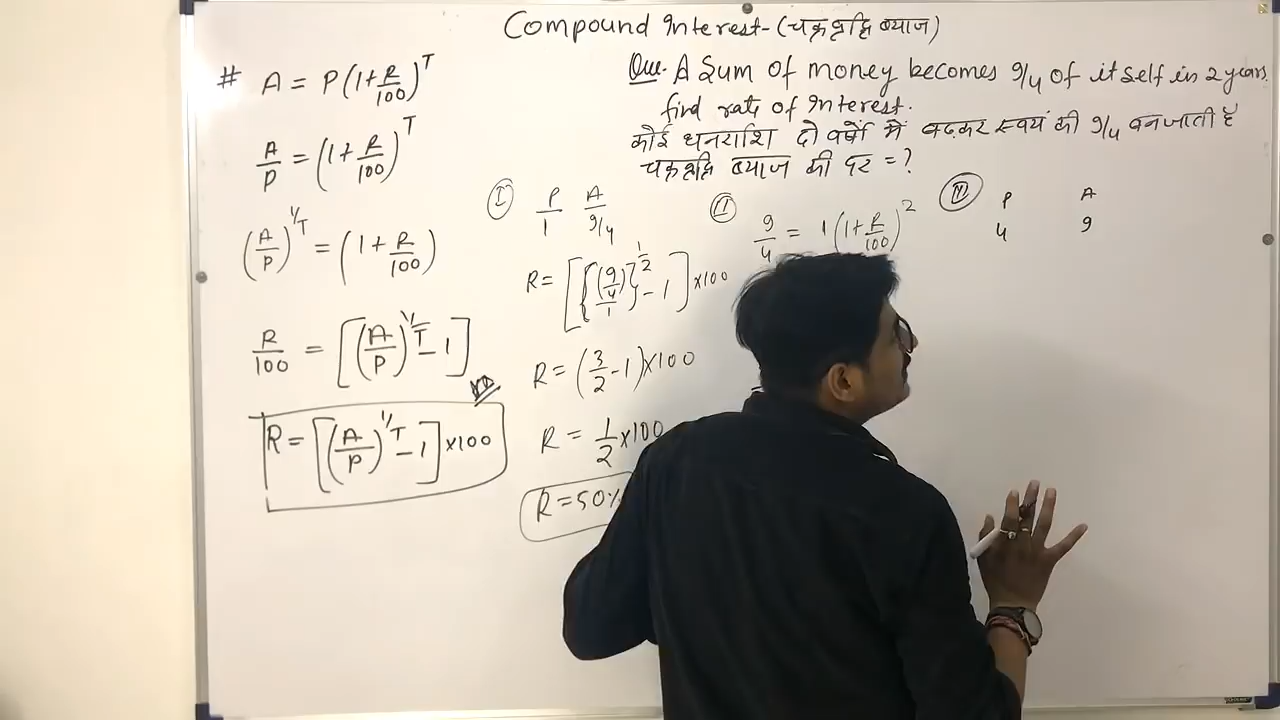 Compound Interest-(चक्रवृद्धि ब्याज)
# A = P(1+R/100)^T
A/P = (1+R/100)^T
(A/P)^1/T = (1+R/100)
R/100 = [(A/P)^1/T - 1]
R = [(A/P)^1/T - 1]×100
Que. A Sum of money becomes 9/4 of itself in 2 years.
find rate of Interest.
कोई धनराशि दो वर्षों में बढ़कर स्वयं की 9/4 बन जाती है
चक्रवृद्धि ब्याज की दर = ?
I P A
1 9/4
R = [{(9/4)/1}^1/2 - 1]×100
R = (3/2 - 1)×100
R = 1/2 ×100
R = 50%
II 9/4 = 1(1+R/100)^2
P A
4 9